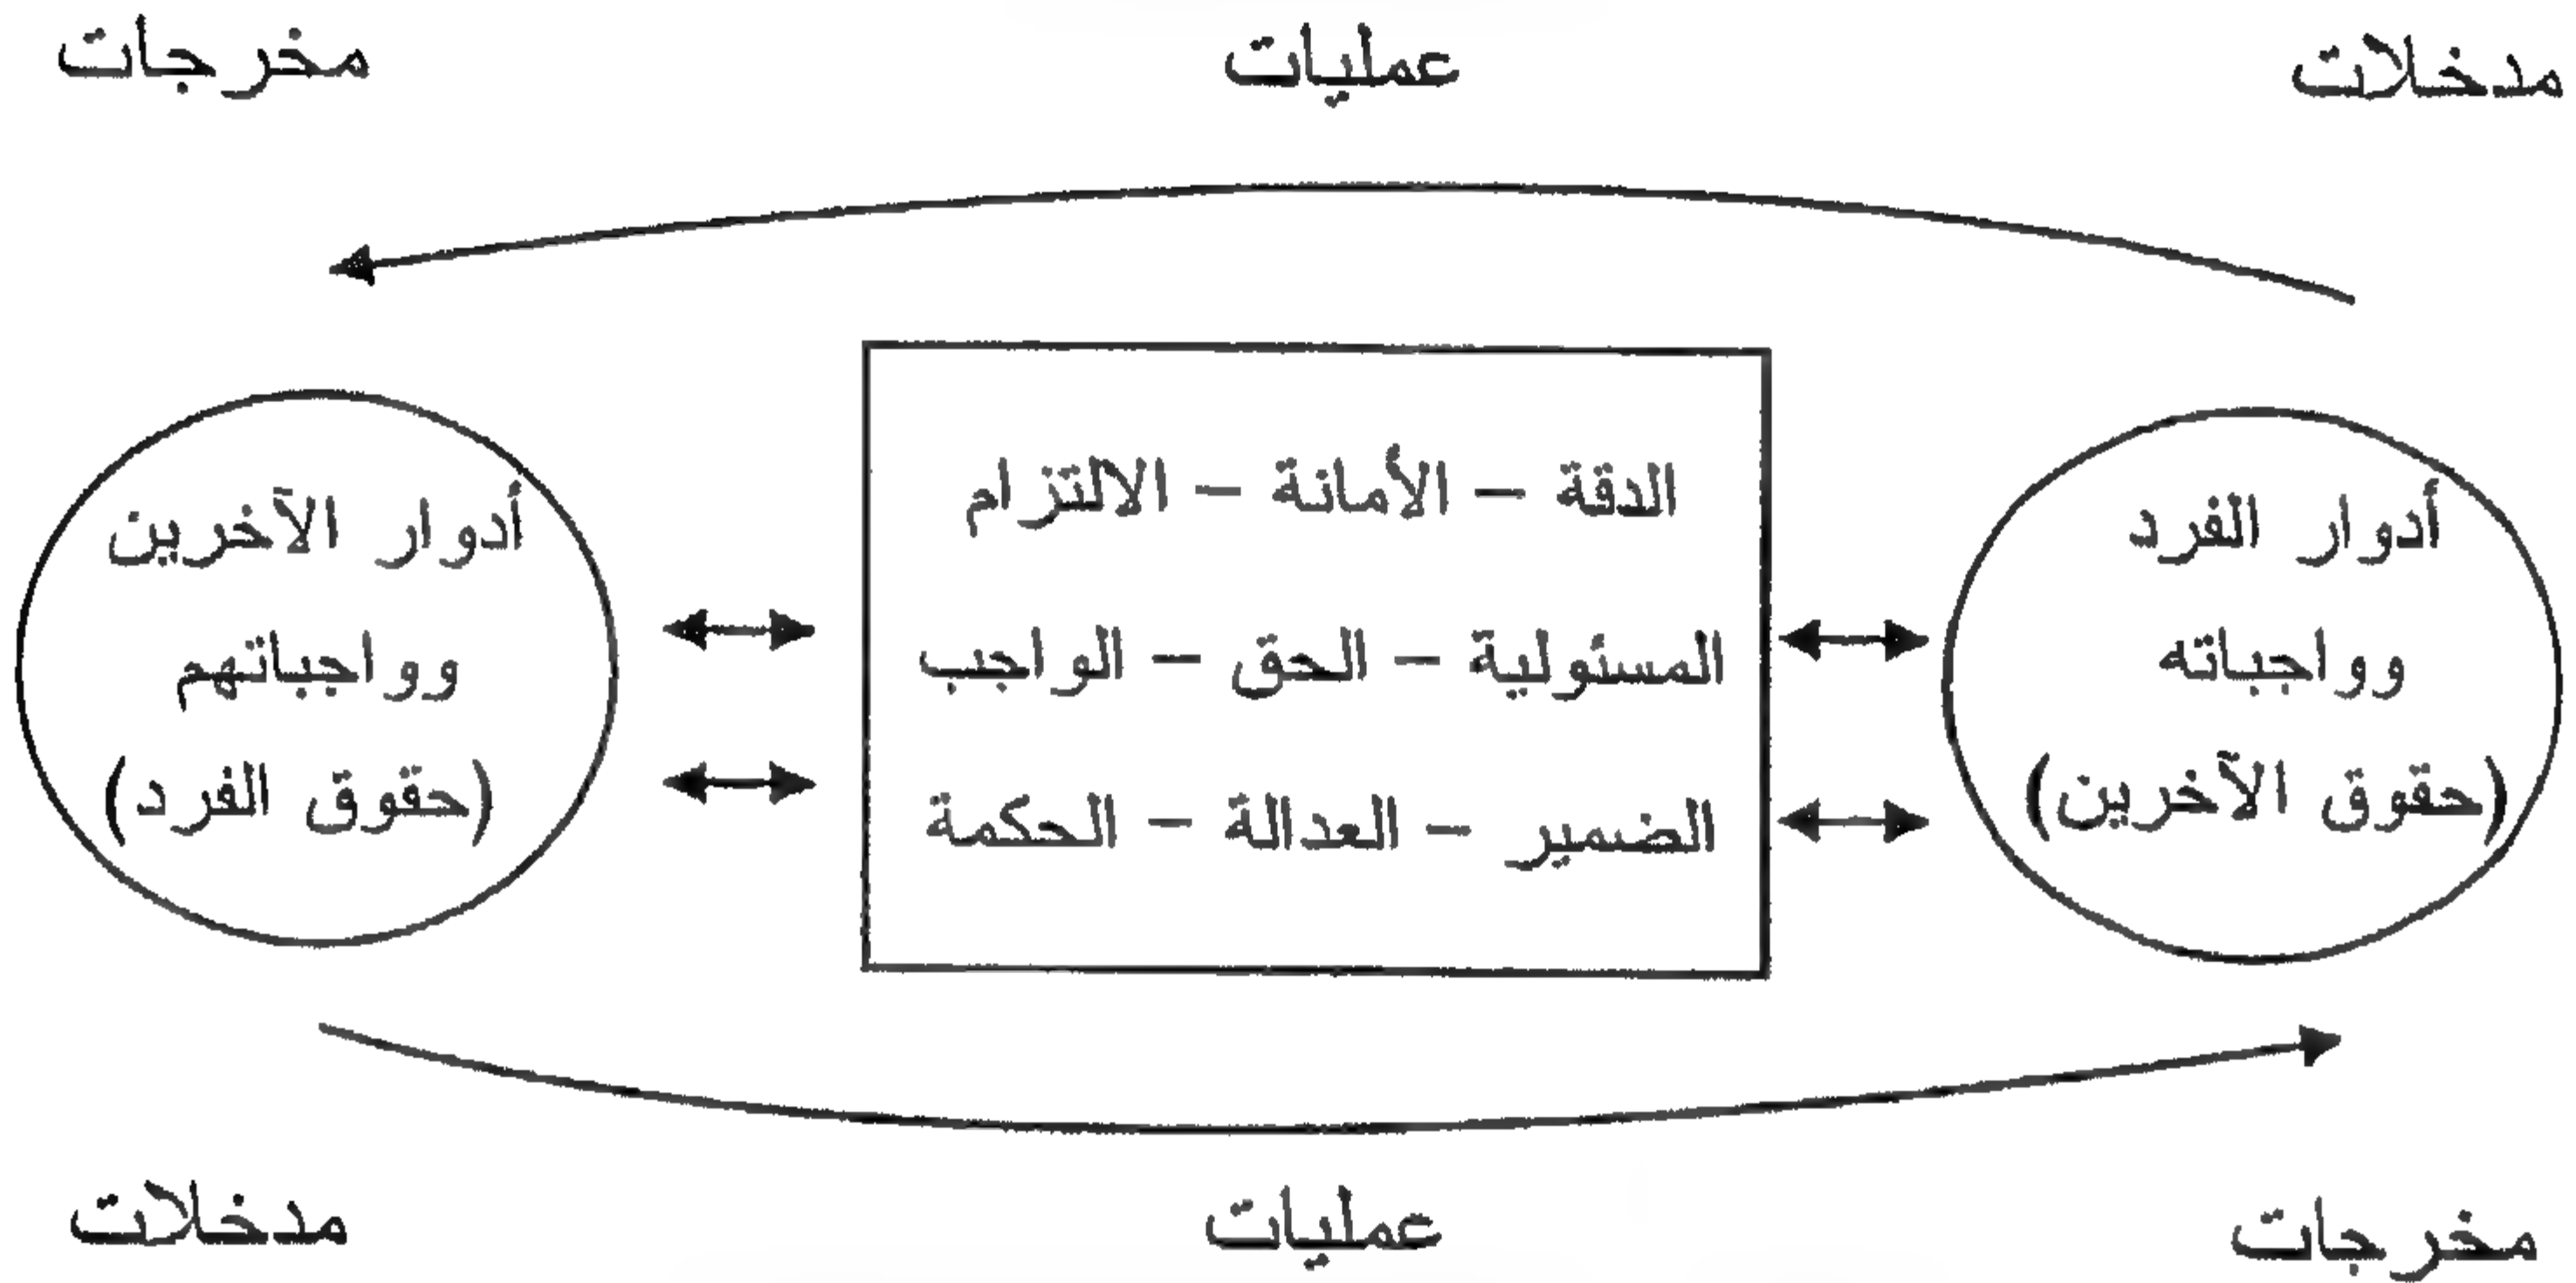 مدخلات
عمليات
مخرجات
أدوار الفرد
وواجباته
(حقوق الآخرين)
الدقة – الأمانة – الالتزام
المسئولية – الحق – الواجب
الضمير – العدالة – الحكمة
أدوار الآخرين
وواجباتهم
(حقوق الفرد)
مخرجات
عمليات
مدخلات